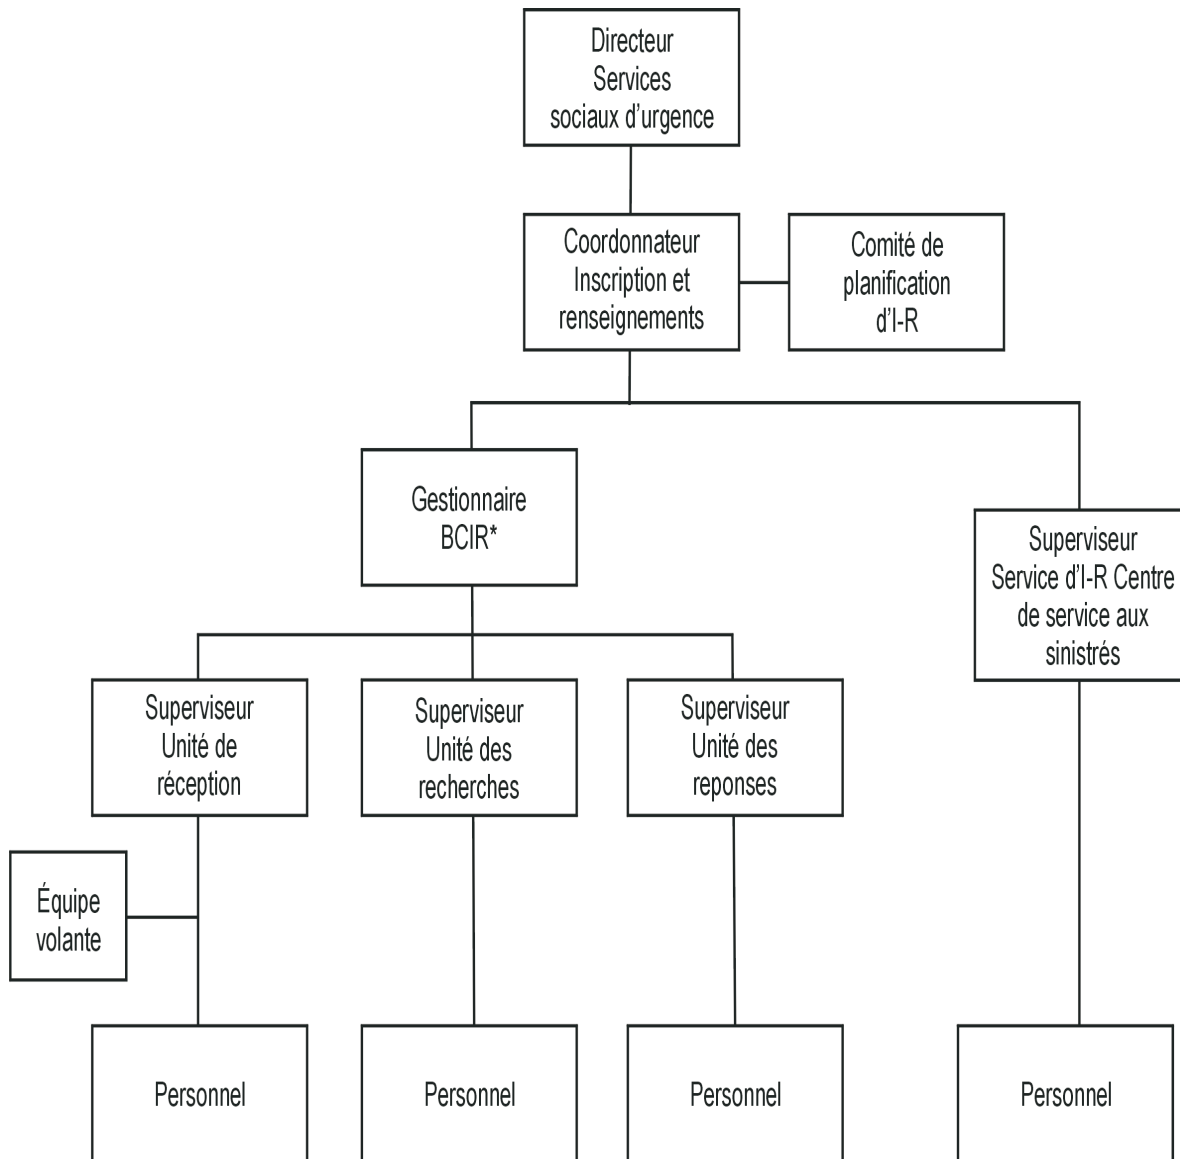 Directeur
Services
sociaux d'urgence
Coordonnateur
Inscription et
renseignements
Comité de
planification
d'I-R
Gestionnaire
BCIR*
Superviseur
Service d'I-R Centre
de service aux
sinistrés
Superviseur
Unité de
réception
Superviseur
Unité des
recherches
Superviseur
Unité des
reponses
Équipe
volante
Personnel
Personnel
Personnel
Personnel